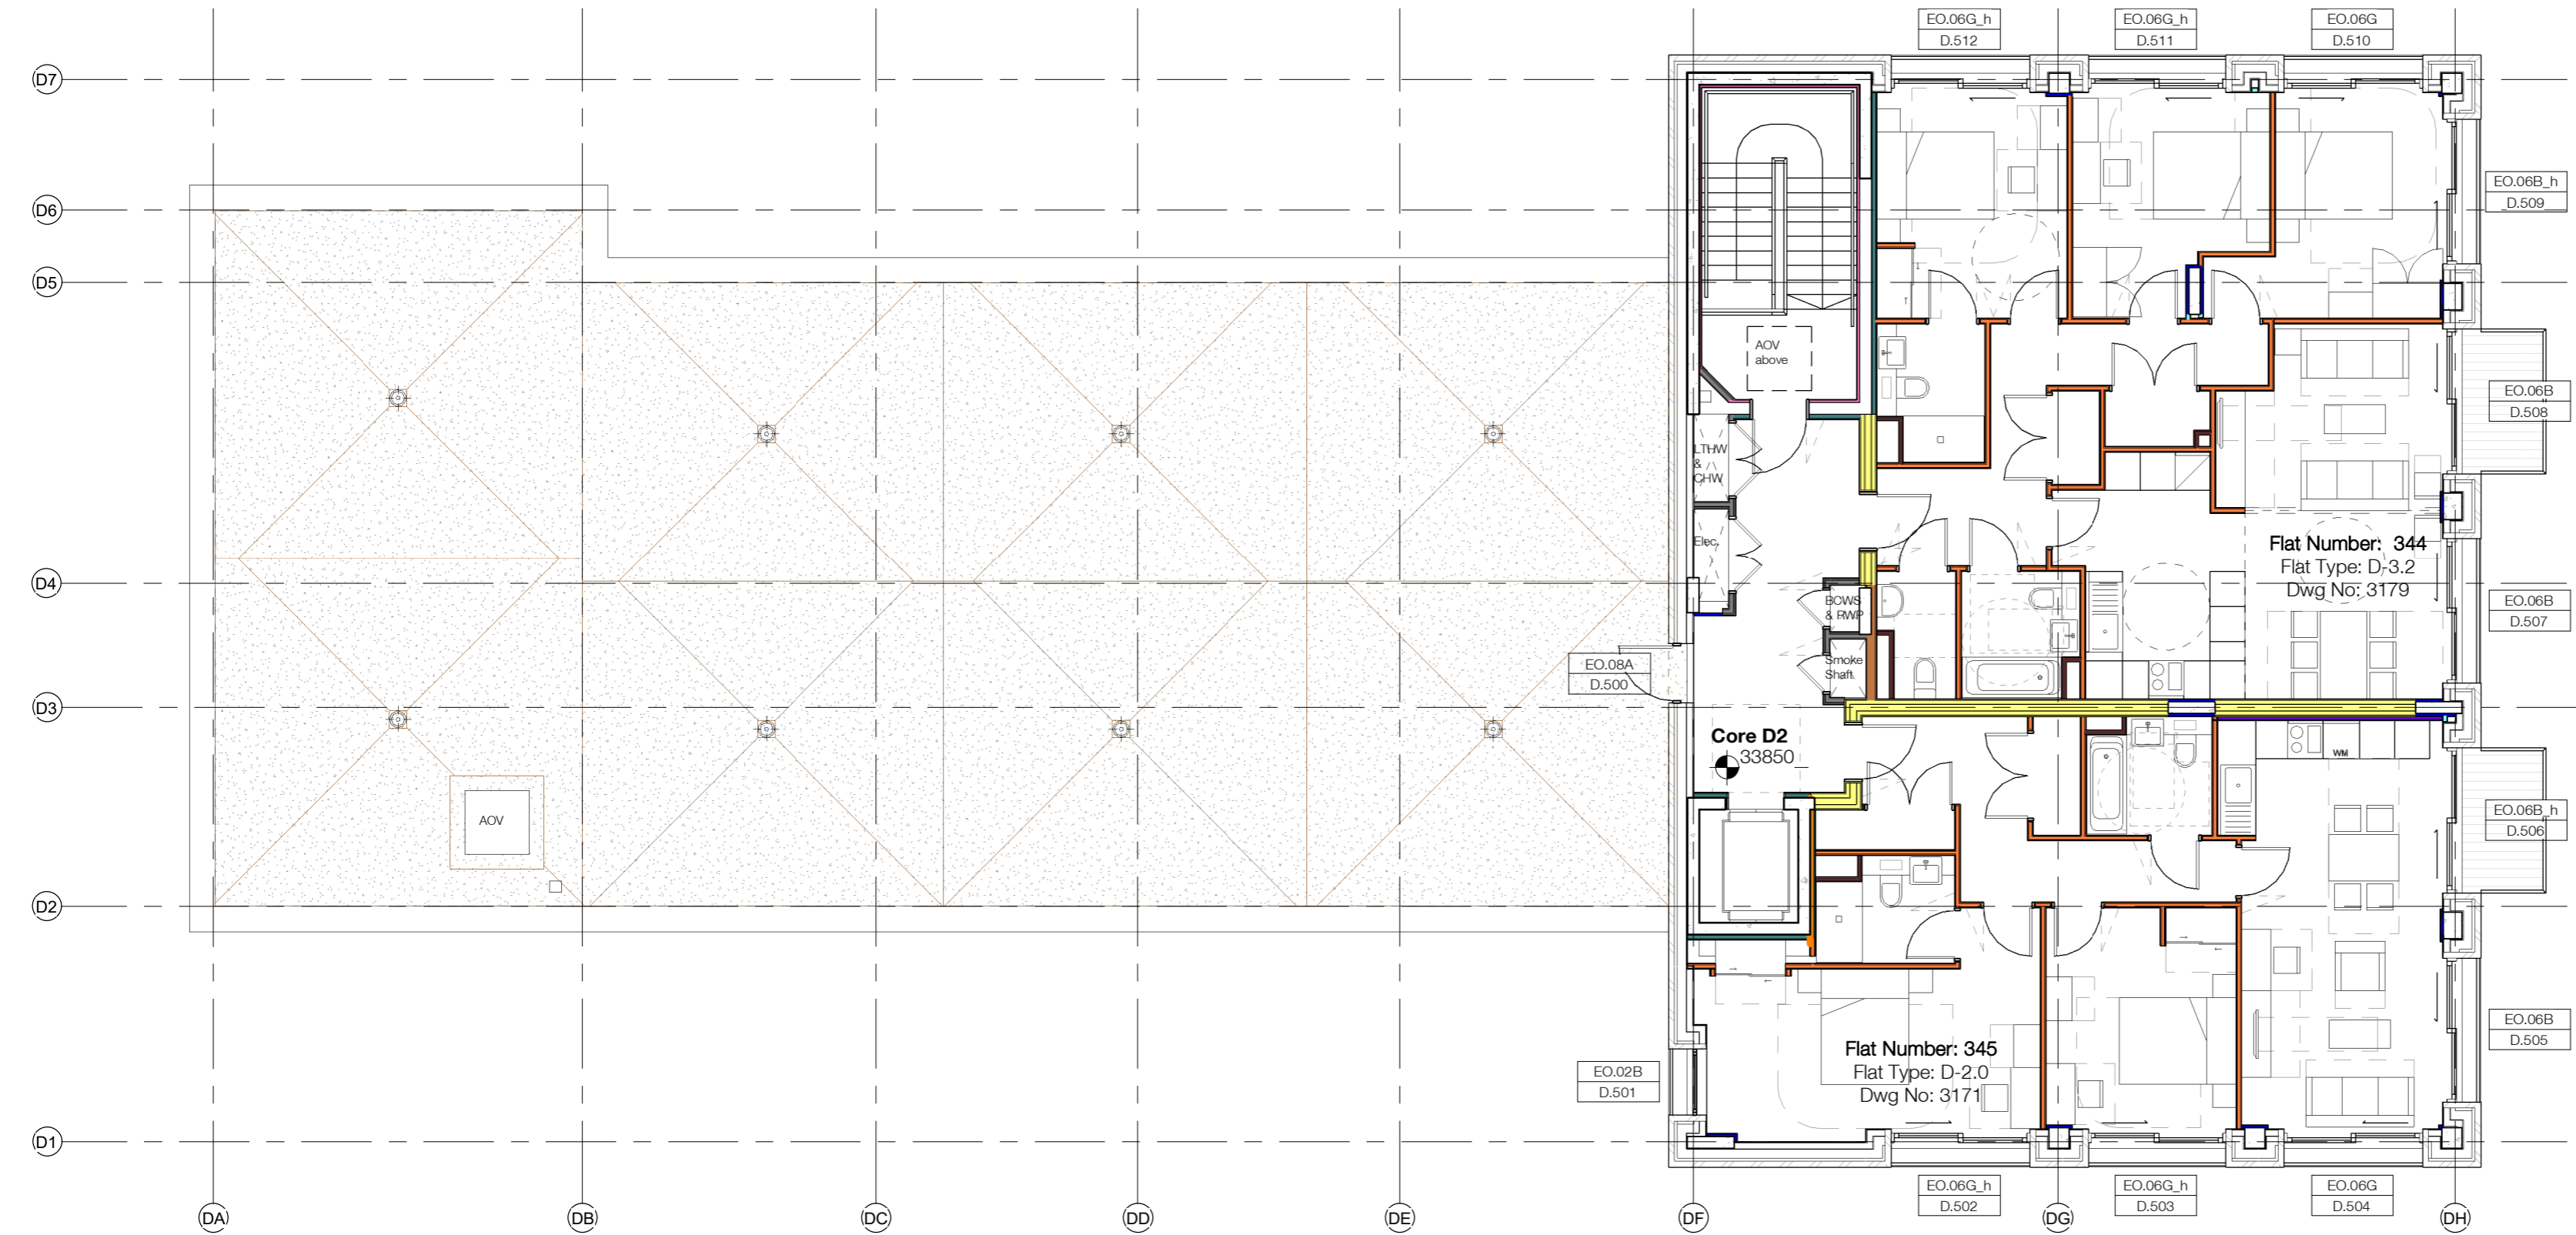 EO.06G_h
D.512
EO.06G_h
D.511
EO.06G
D.510
D7
D6
D5
D4
D3
D2
D1
EO.06B_h
D.509
AOV
above
EO.06B
D.508
LTHW
&
CHW
Elec.
Flat Number: 344
Flat Type: D-3.2
Dwg No: 3179
BCWS
& RWP
EO.06B
D.507
Smoke
Shaft
EO.08A
D.500
Core D2
33850
WM
AOV
EO.06B_h
D.506
EO.06B
D.505
Flat Number: 345
Flat Type: D-2.0
Dwg No: 3171
EO.02B
D.501
EO.06G_h
D.502
EO.06G_h
D.503
EO.06G
D.504
DA
DB
DC
DD
DE
DF
DG
DH